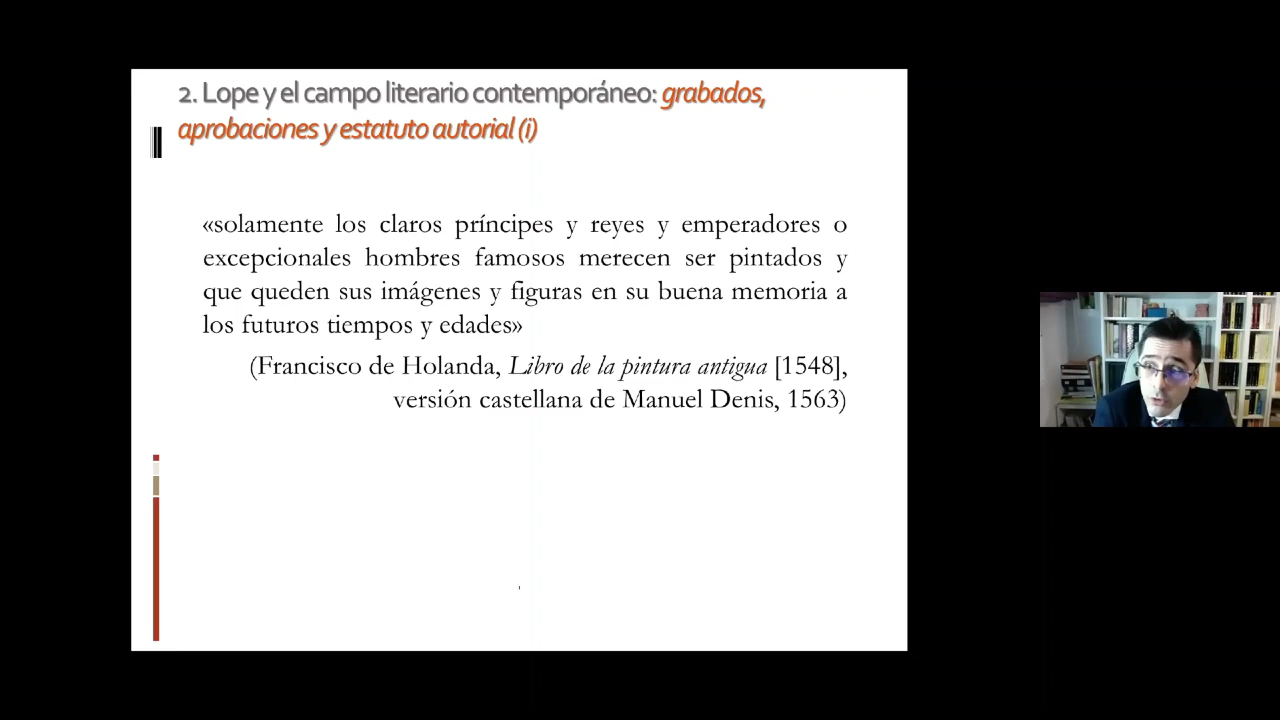 2. Lope y el campo literario contemporáneo: grabados,
aprobaciones y estatuto autorial (i)
«solamente los claros príncipes y reyes y emperadores o
excepcionales hombres famosos merecen ser pintados y
que queden sus imágenes y figuras en su buena memoria a
los futuros tiempos y edades»
(Francisco de Holanda, Libro de la pintura antigua [1548],
versión castellana de Manuel Denis, 1563)